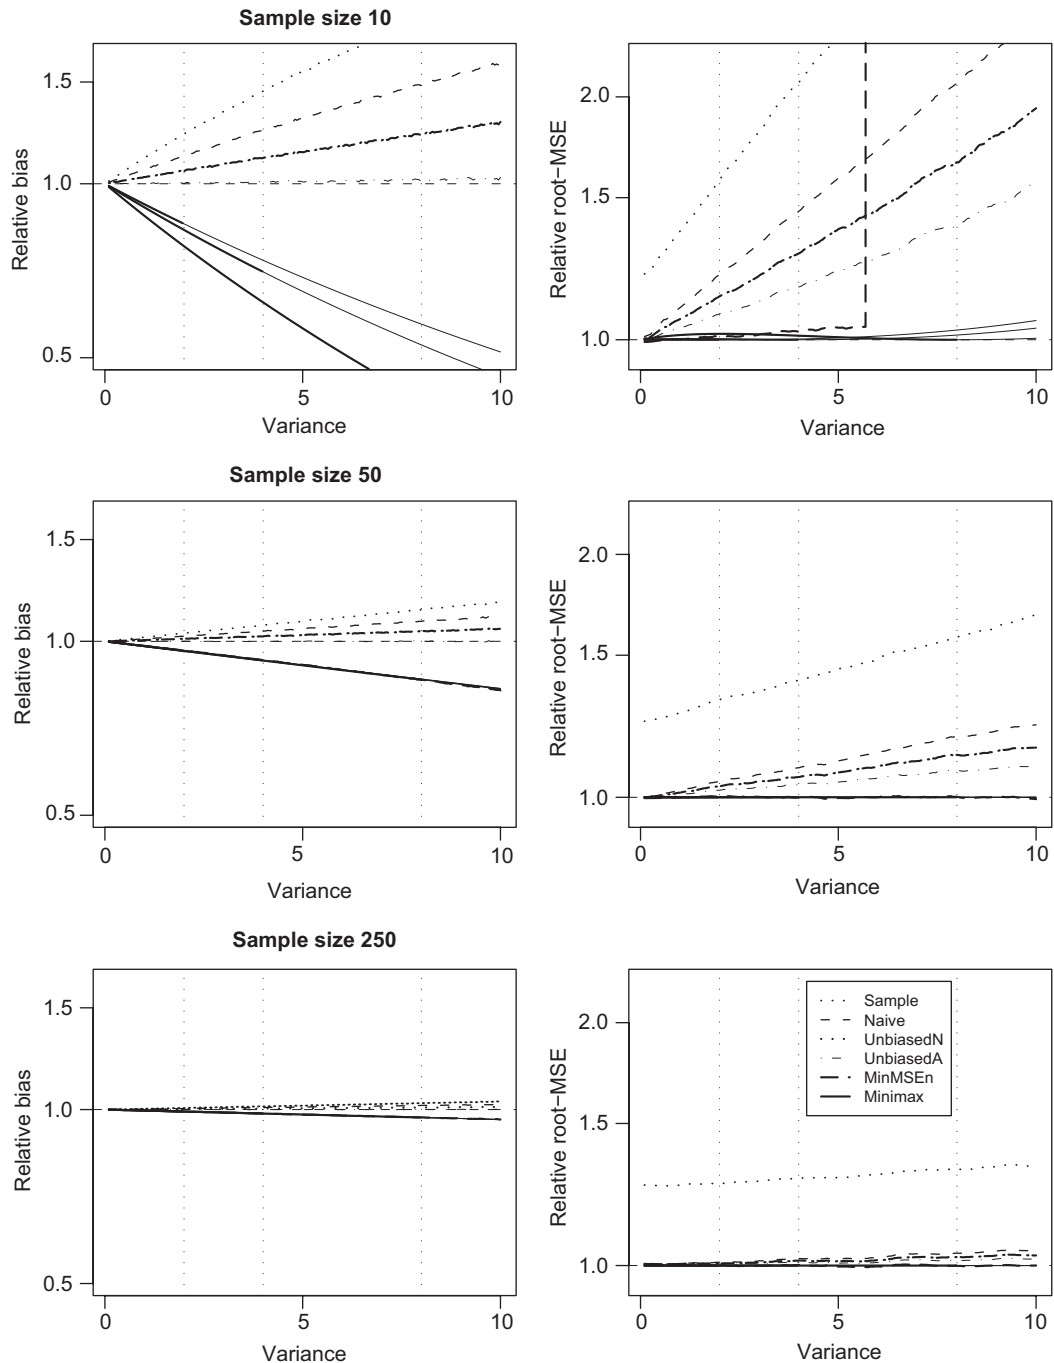 Sample size 10
1.5
1.0
0.5
Relative bias
0
5
10
Variance
2.0
1.5
1.0
Relative root–MSE
0
5
10
Variance
Sample size 50
1.5
1.0
0.5
Relative bias
0
5
10
Variance
2.0
1.5
1.0
Relative root–MSE
0
5
10
Variance
Sample size 250
1.5
1.0
0.5
Relative bias
0
5
10
Variance
2.0
1.5
1.0
Relative root–MSE
Sample
Naive
UnbiasedN
UnbiasedA
MinMSEn
Minimax
0
5
10
Variance